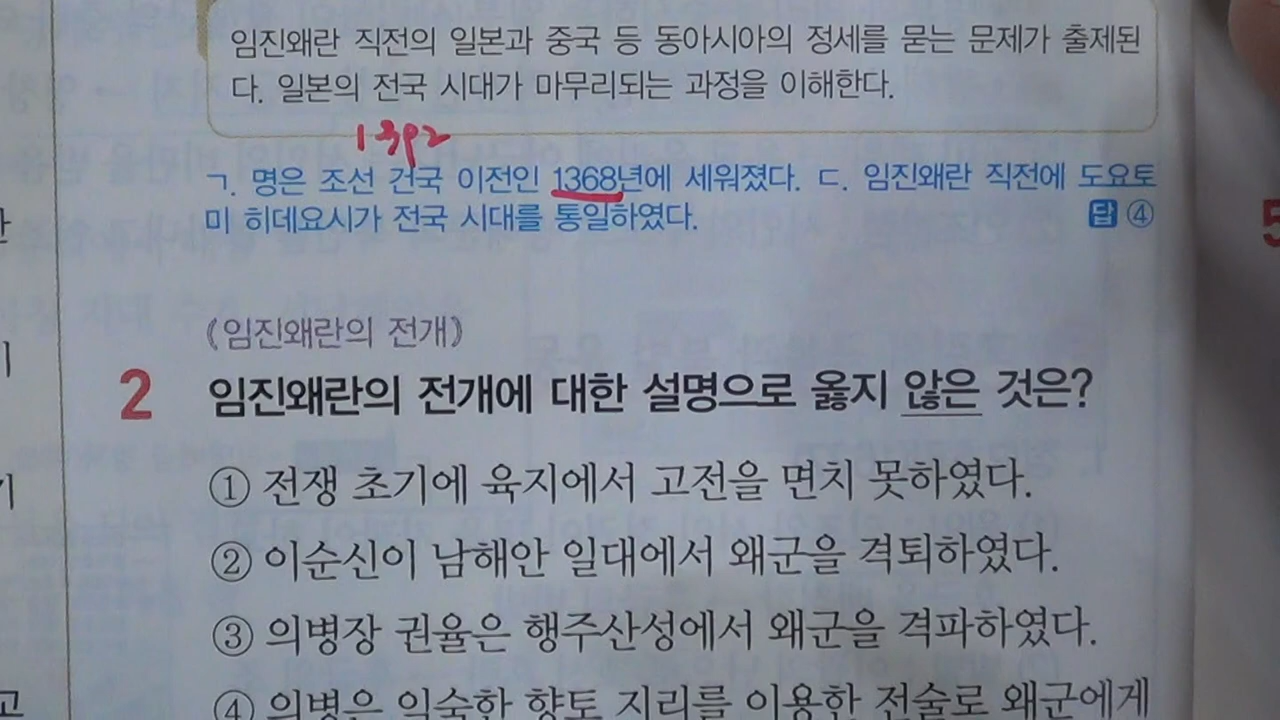 임진왜란 직전의 일본과 중국 등 동아시아의 정세를 묻는 문제가 출제된
다. 일본의 전국 시대가 마무리되는 과정을 이해한다.
1392
ㄱ. 명은 조선 건국 이전인 1368년에 세워졌다. ㄷ. 임진왜란 직전에 도요토
미 히데요시가 전국 시대를 통일하였다. 답 ④
《임진왜란의 전개》
2 임진왜란의 전개에 대한 설명으로 옳지 않은 것은?
① 전쟁 초기에 육지에서 고전을 면치 못하였다.
② 이순신이 남해안 일대에서 왜군을 격퇴하였다.
③ 의병장 권율은 행주산성에서 왜군을 격파하였다.
④ 의병은 익숙한 향토 지리를 이용한 전술로 왜군에게